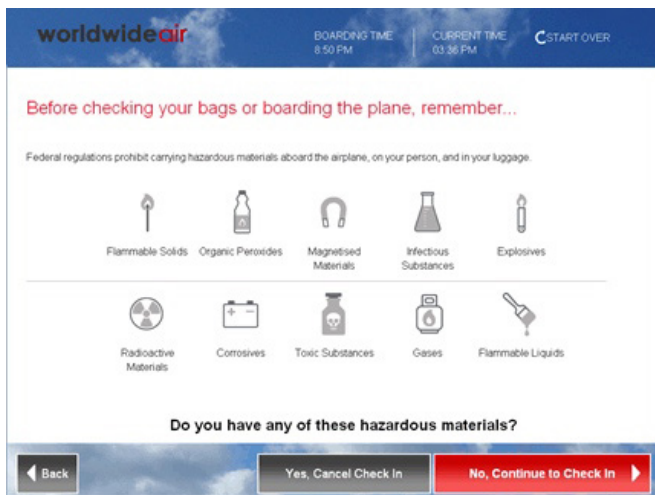 worldwideair
BOARDING TIME
8:50 PM
CURRENT TIME
03:36 PM
START OVER
Before checking your bags or boarding the plane, remember...
Federal regulations prohibit carrying hazardous materials aboard the airplane, on your person, and in your luggage.
Flammable Solids
Organic Peroxides
Magnetised
Materials
Infectious
Substances
Explosives
Radioactive
Materials
Corrosives
Toxic Substances
Gases
Flammable Liquids
Do you have any of these hazardous materials?
Back
Yes, Cancel Check In
No, Continue to Check In